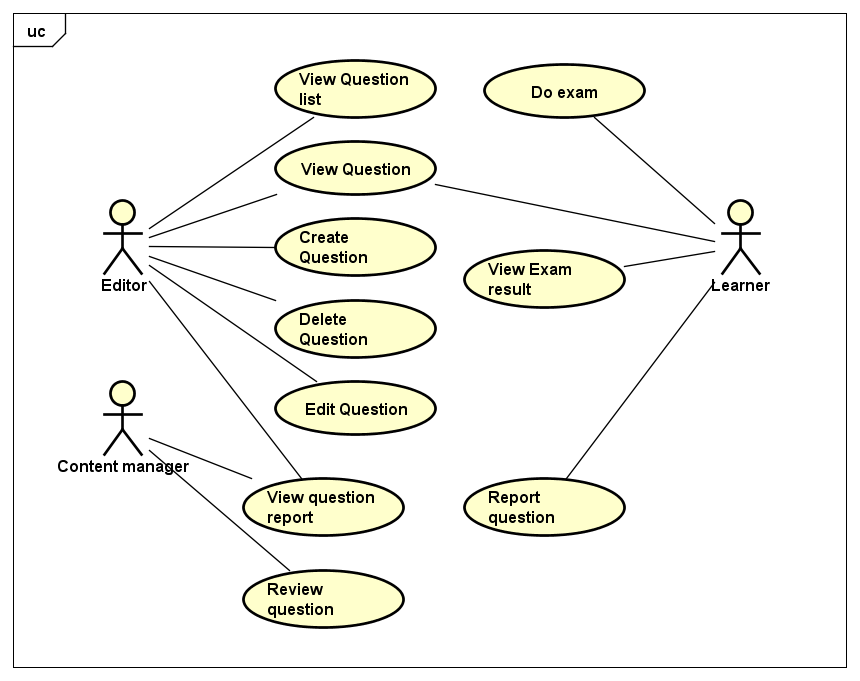 uc
View Question
list
Do exam
View Question
Create
Question
View Exam
result
Editor
Learner
Delete
Question
Edit Question
Content manager
View question
report
Report
question
Review
question